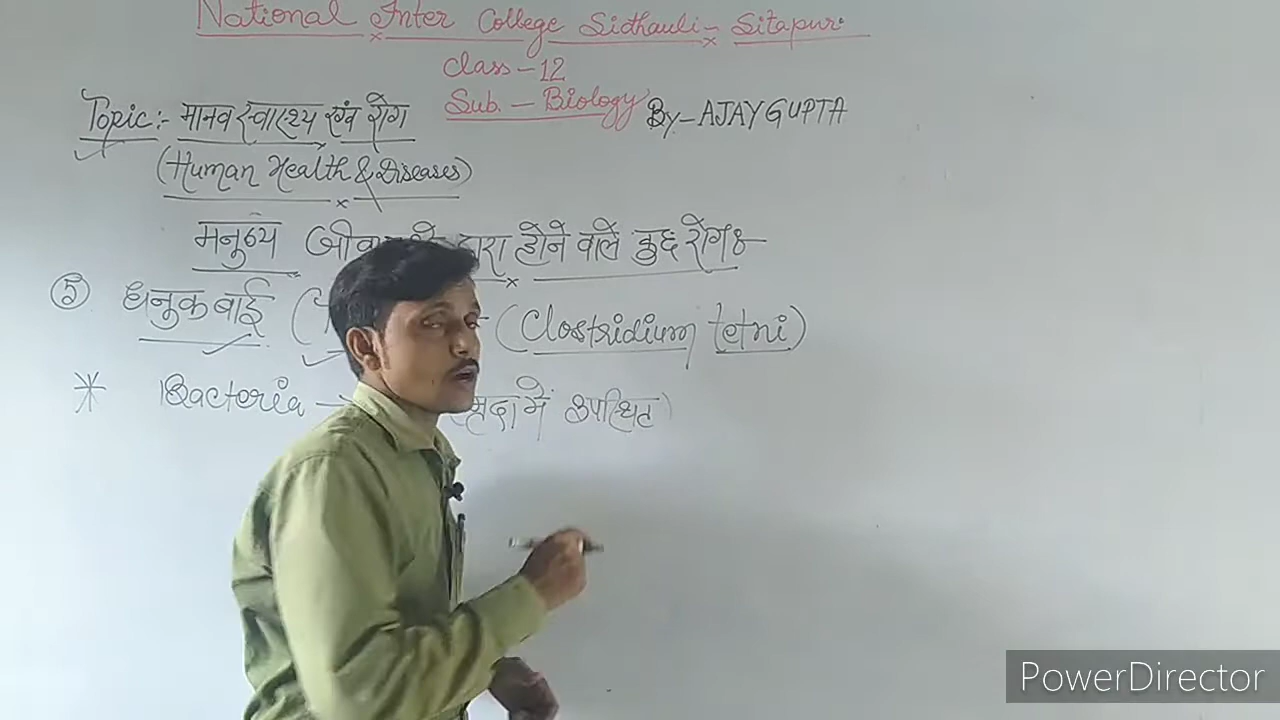 National Inter College Sidhauli - Sitapur
Class - 12
Sub. - Biology By - AJAY GUPTA
Topic:- मानव स्वास्थ्य एवं रोग
(Human Health & Diseases)
मनुष्य द्वारा होने वाले कुछ रोग :-
⑤ धनुक बाई ( (Clostridium tetni)
* Bacteria → में उपस्थित
PowerDirector